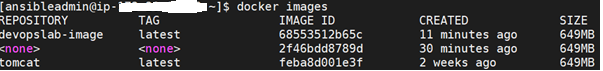 [ansibleadmin@ip- ~]$ docker images
REPOSITORY TAG IMAGE ID CREATED SIZE
devopslab-image latest 68553512b65c 11 minutes ago 649MB
<none> <none> 2f46bdd8789d 30 minutes ago 649MB
tomcat latest feba8d001e3f 2 weeks ago 649MB